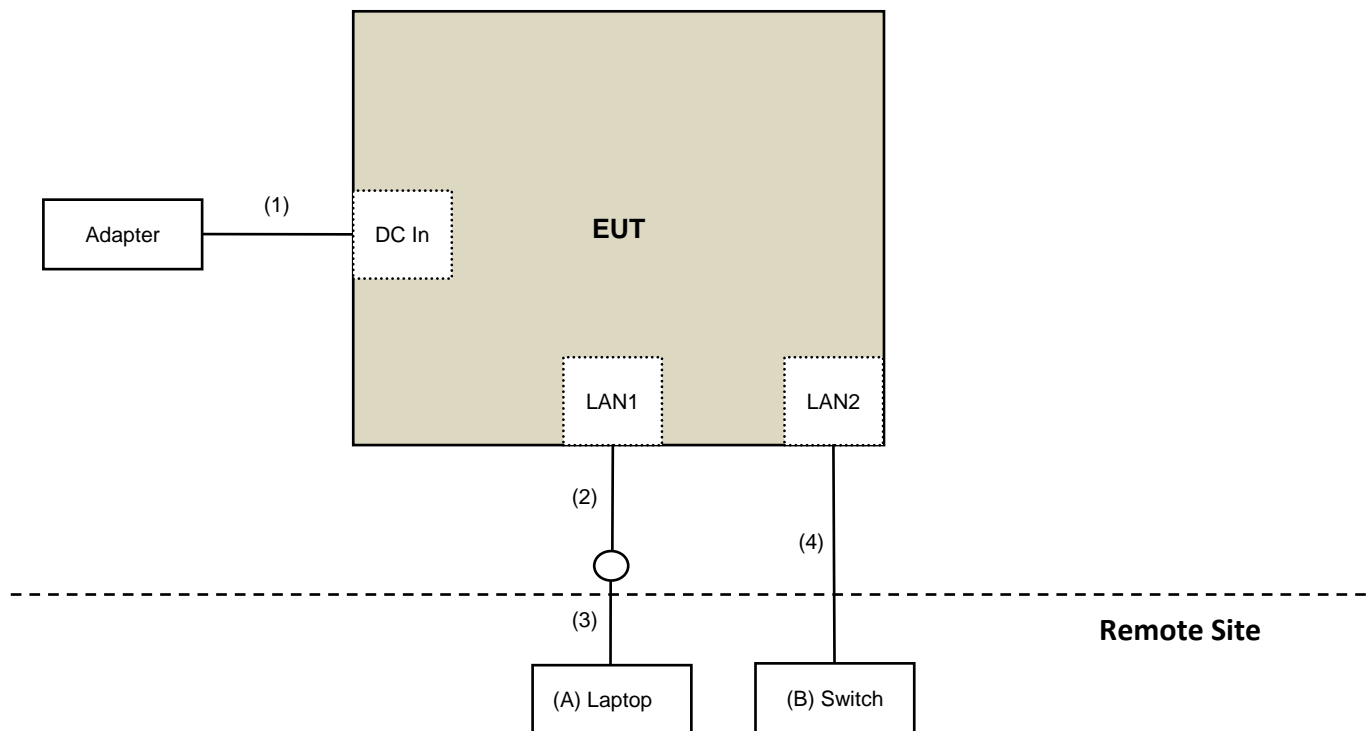 (1)
Adapter
DC In
EUT
LAN1
LAN2
(2)
(4)
(3)
Remote Site
(A) Laptop
(B) Switch